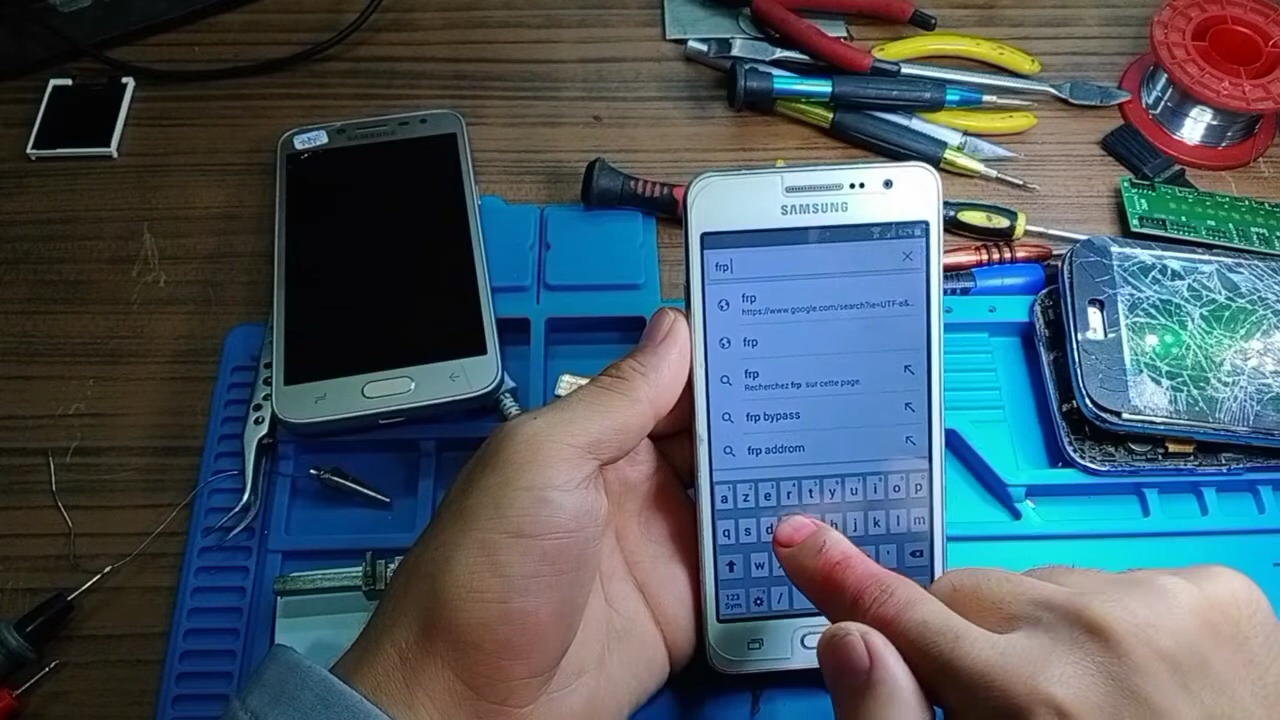 SAMSUNG
SAMSUNG
62%
frp
frp
https://www.google.com/search?ie=UTF-8&...
frp
frp
Recherchez frp sur cette page.
frp bypass
frp addrom
a z e r t y u i o p
q s d h j k l m
w '
123
Sym
/